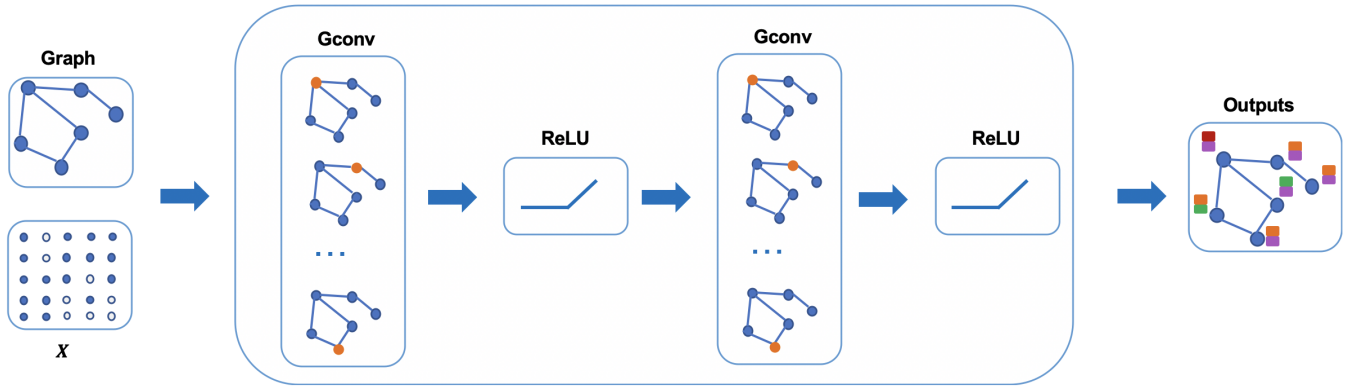 Graph
X
Gconv
...
ReLU
Gconv
...
ReLU
Outputs